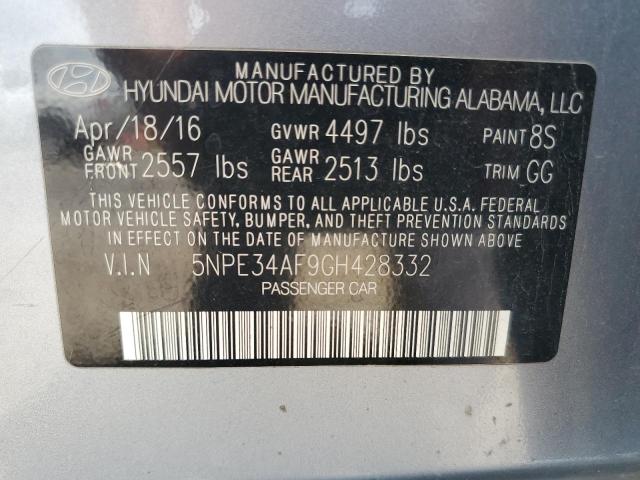 MANUFACTURED BY
HYUNDAI MOTOR MANUFACTURING ALABAMA, LLC
Apr/18/16 GVWR 4497 lbs PAINT 8S
GAWR FRONT 2557 lbs GAWR REAR 2513 lbs TRIM GG
THIS VEHICLE CONFORMS TO ALL APPLICABLE U.S.A. FEDERAL
MOTOR VEHICLE SAFETY, BUMPER, AND THEFT PREVENTION STANDARDS
IN EFFECT ON THE DATE OF MANUFACTURE SHOWN ABOVE.
V.I.N 5NPE34AF9GH428332
PASSENGER CAR